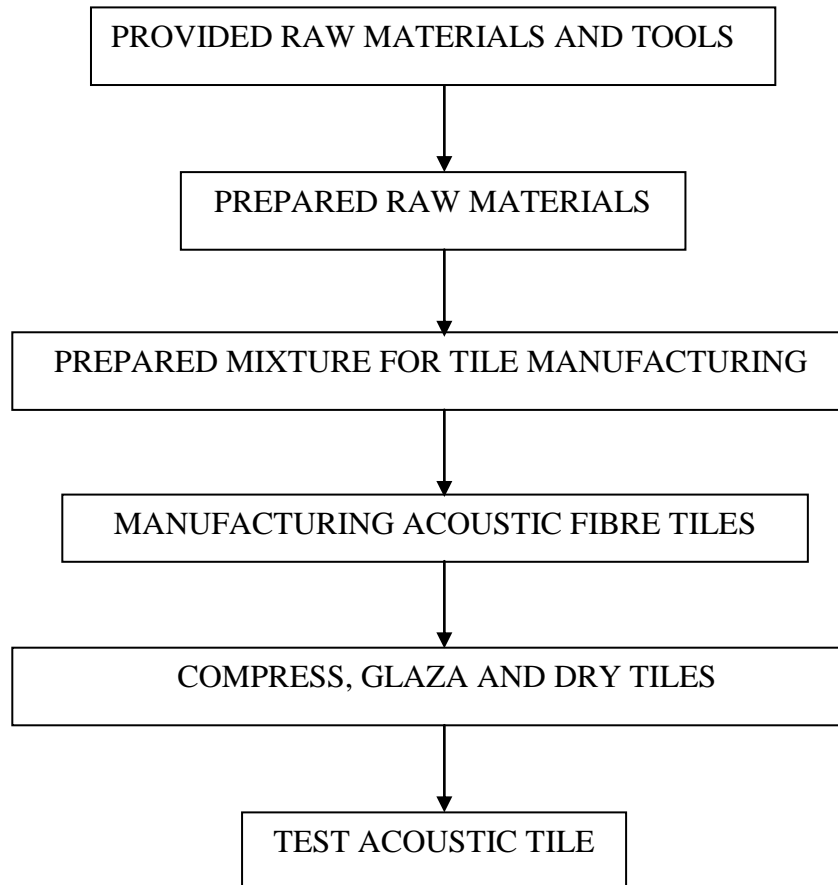 PROVIDED RAW MATERIALS AND TOOLS
PREPARED RAW MATERIALS
PREPARED MIXTURE FOR TILE MANUFACTURING
MANUFACTURING ACOUSTIC FIBRE TILES
COMPRESS, GLAZA AND DRY TILES
TEST ACOUSTIC TILE